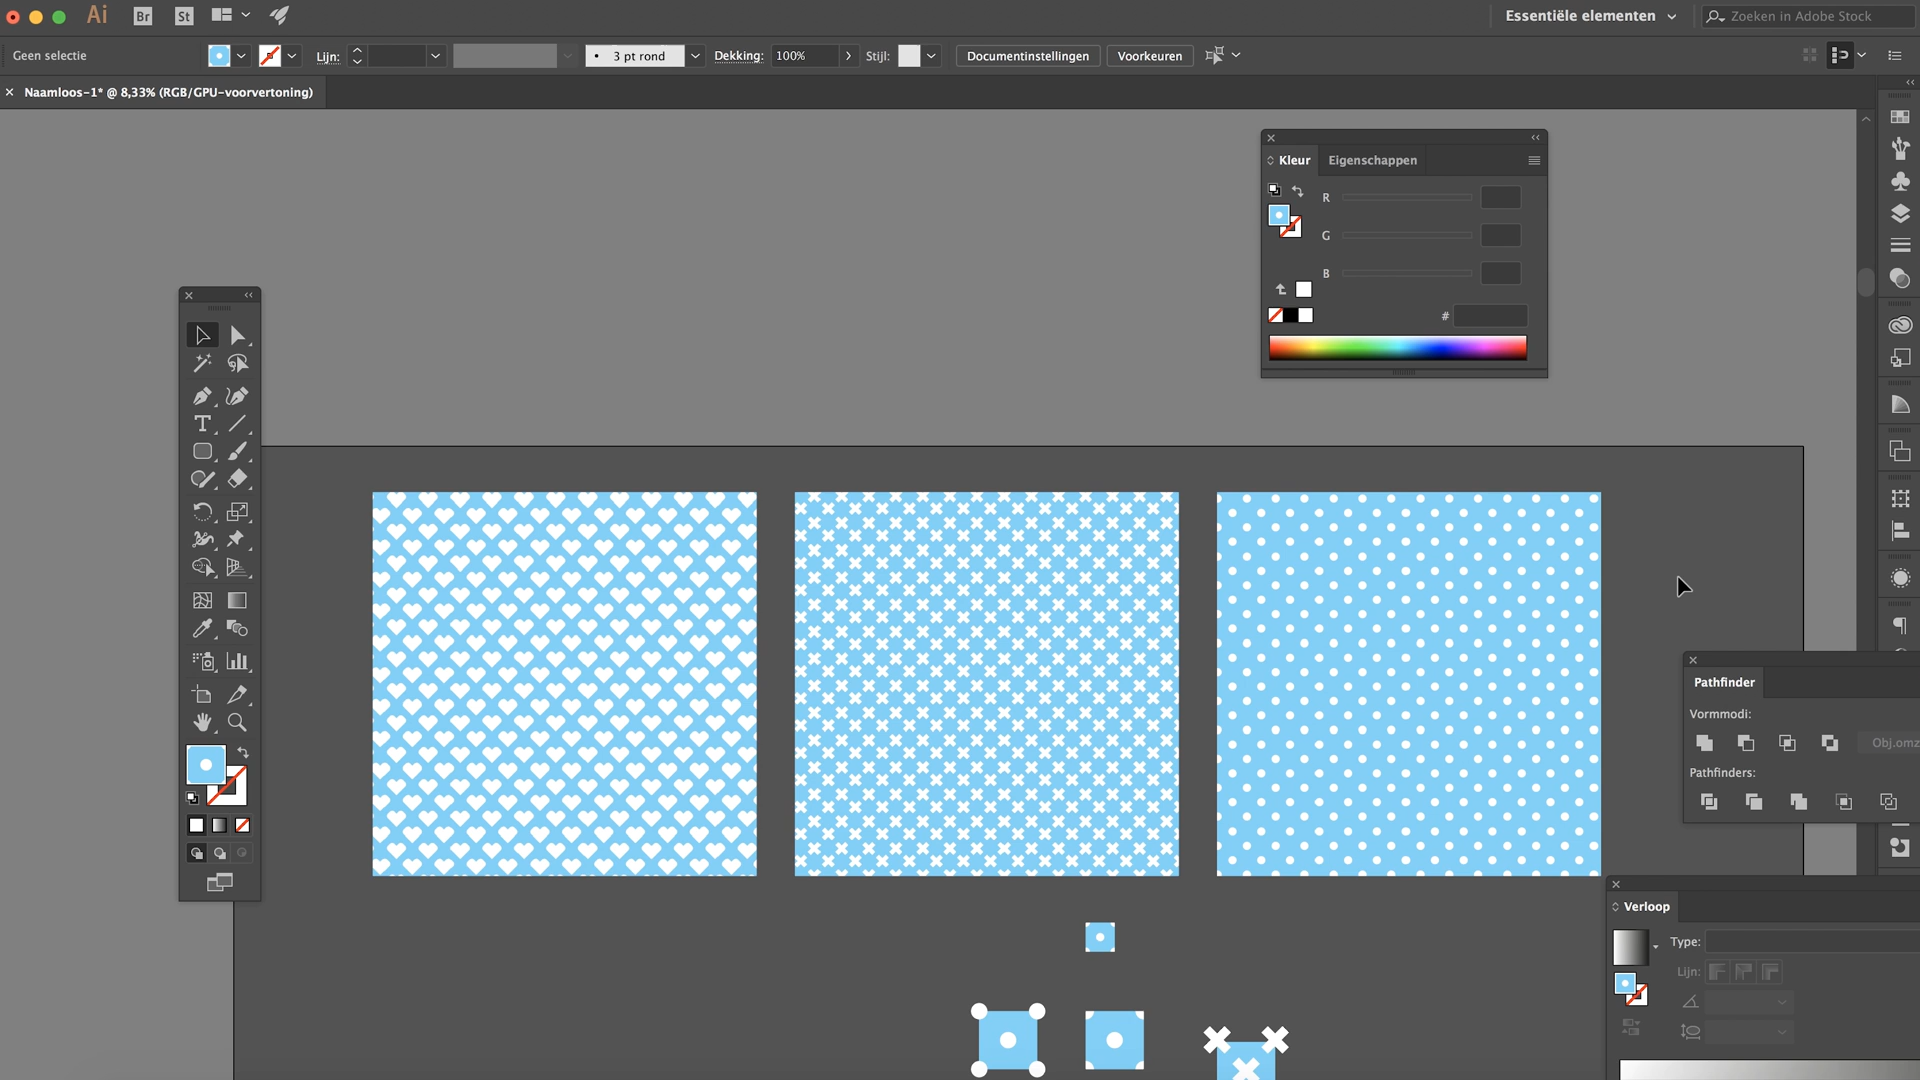 Ai Br St Essentiële elementen Zoeken in Adobe Stock
Geen selectie Lijn: 3 pt rond Dekking: 100% Stijl: Documentinstellingen Voorkeuren
Naamloos-1* @ 8,33% (RGB/GPU-voorvertoning)
Kleur Eigenschappen
R
G
B
#
T
Pathfinder
Vormmodi:
Obj.omz
Pathfinders:
Verloop
Type:
Lijn: